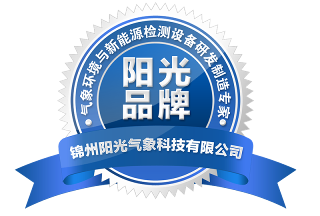 气象环境与新能源检测设备研发制造专家
阳光
品牌
锦州阳光气象科技有限公司